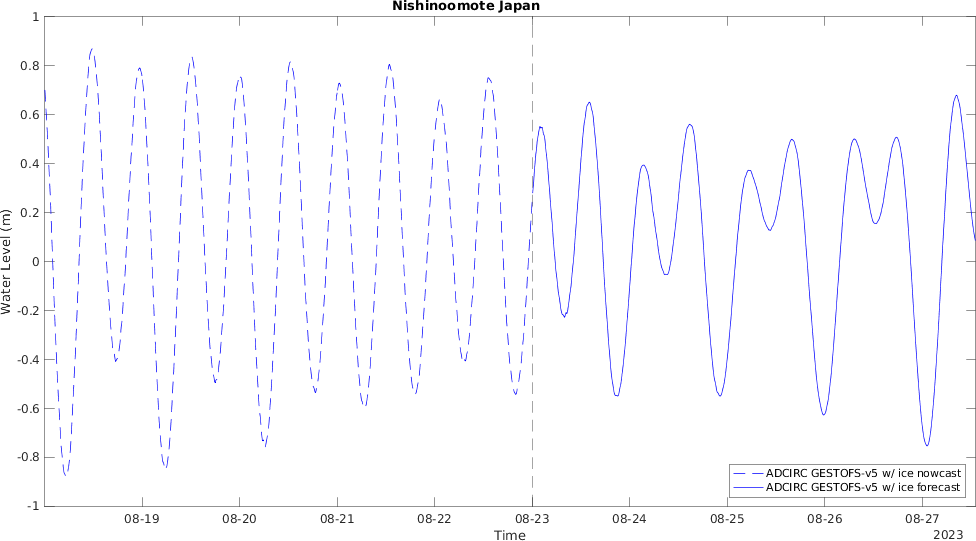 Nishinoomote Japan
Water Level (m)
1
0.8
0.6
0.4
0.2
0
-0.2
-0.4
-0.6
-0.8
-1
ADCIRC GESTOFS-v5 w/ ice nowcast
ADCIRC GESTOFS-v5 w/ ice forecast
08-19 08-20 08-21 08-22 08-23 08-24 08-25 08-26 08-27
Time
2023